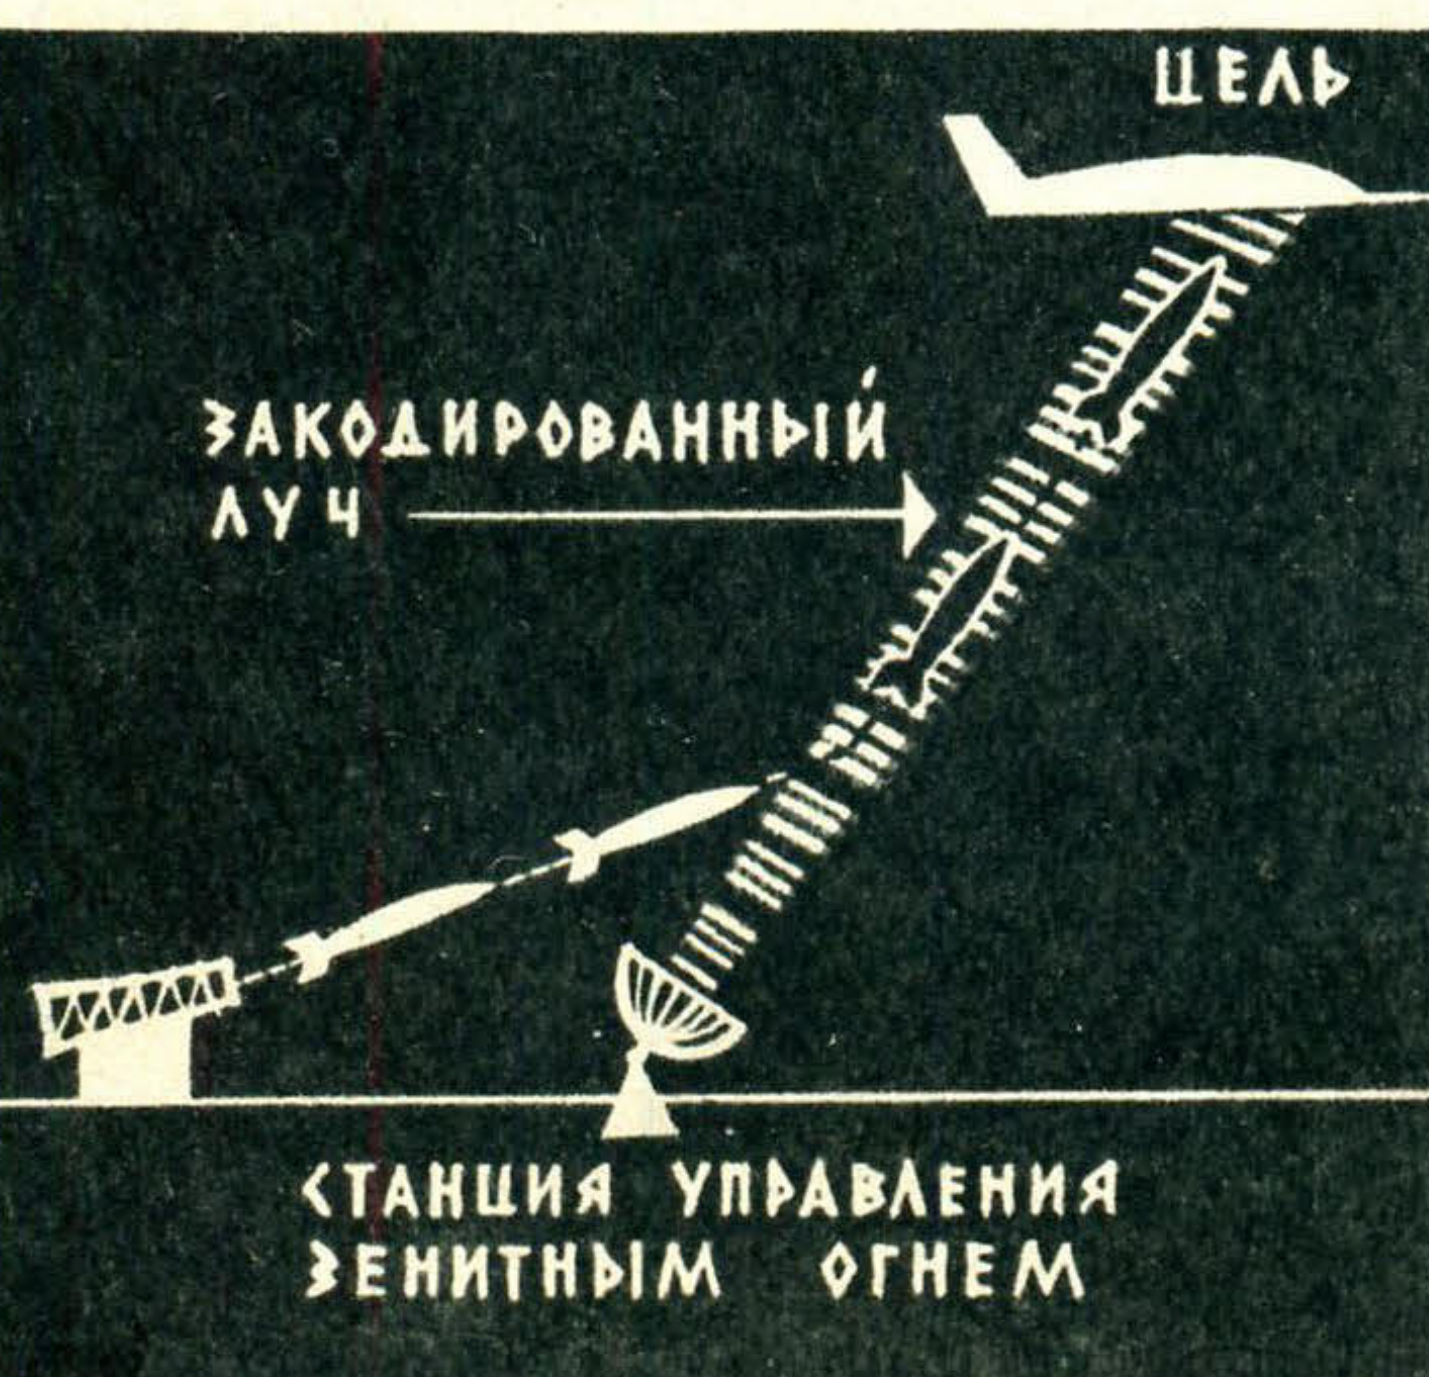 ЦЕЛЬ
ЗАКОДИРОВАННЫЙ
ЛУЧ
СТАНЦИЯ УПРАВЛЕНИЯ
ЗЕНИТНЫМ ОГНЕМ